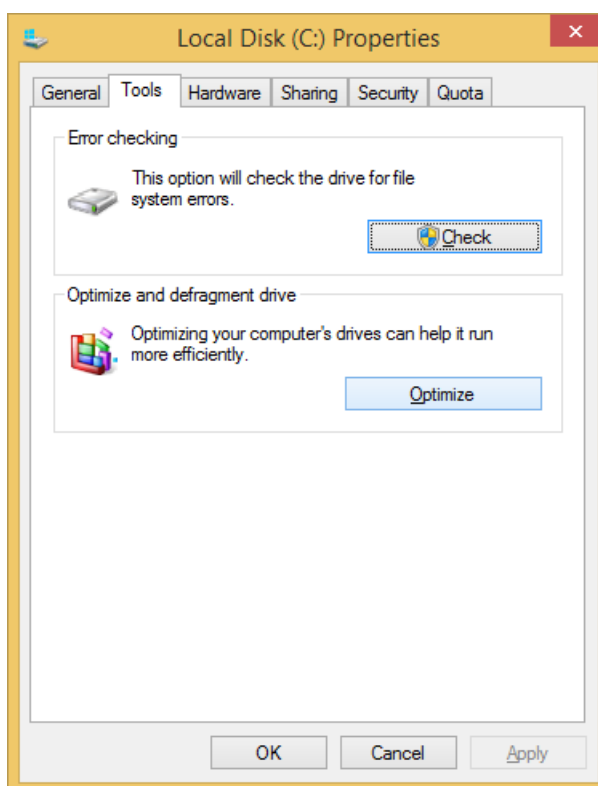 Local Disk (C:) Properties
General Tools Hardware Sharing Security Quota
Error checking
This option will check the drive for file
system errors.
Check
Optimize and defragment drive
Optimizing your computer's drives can help it run
more efficiently.
Optimize
OK Cancel Apply